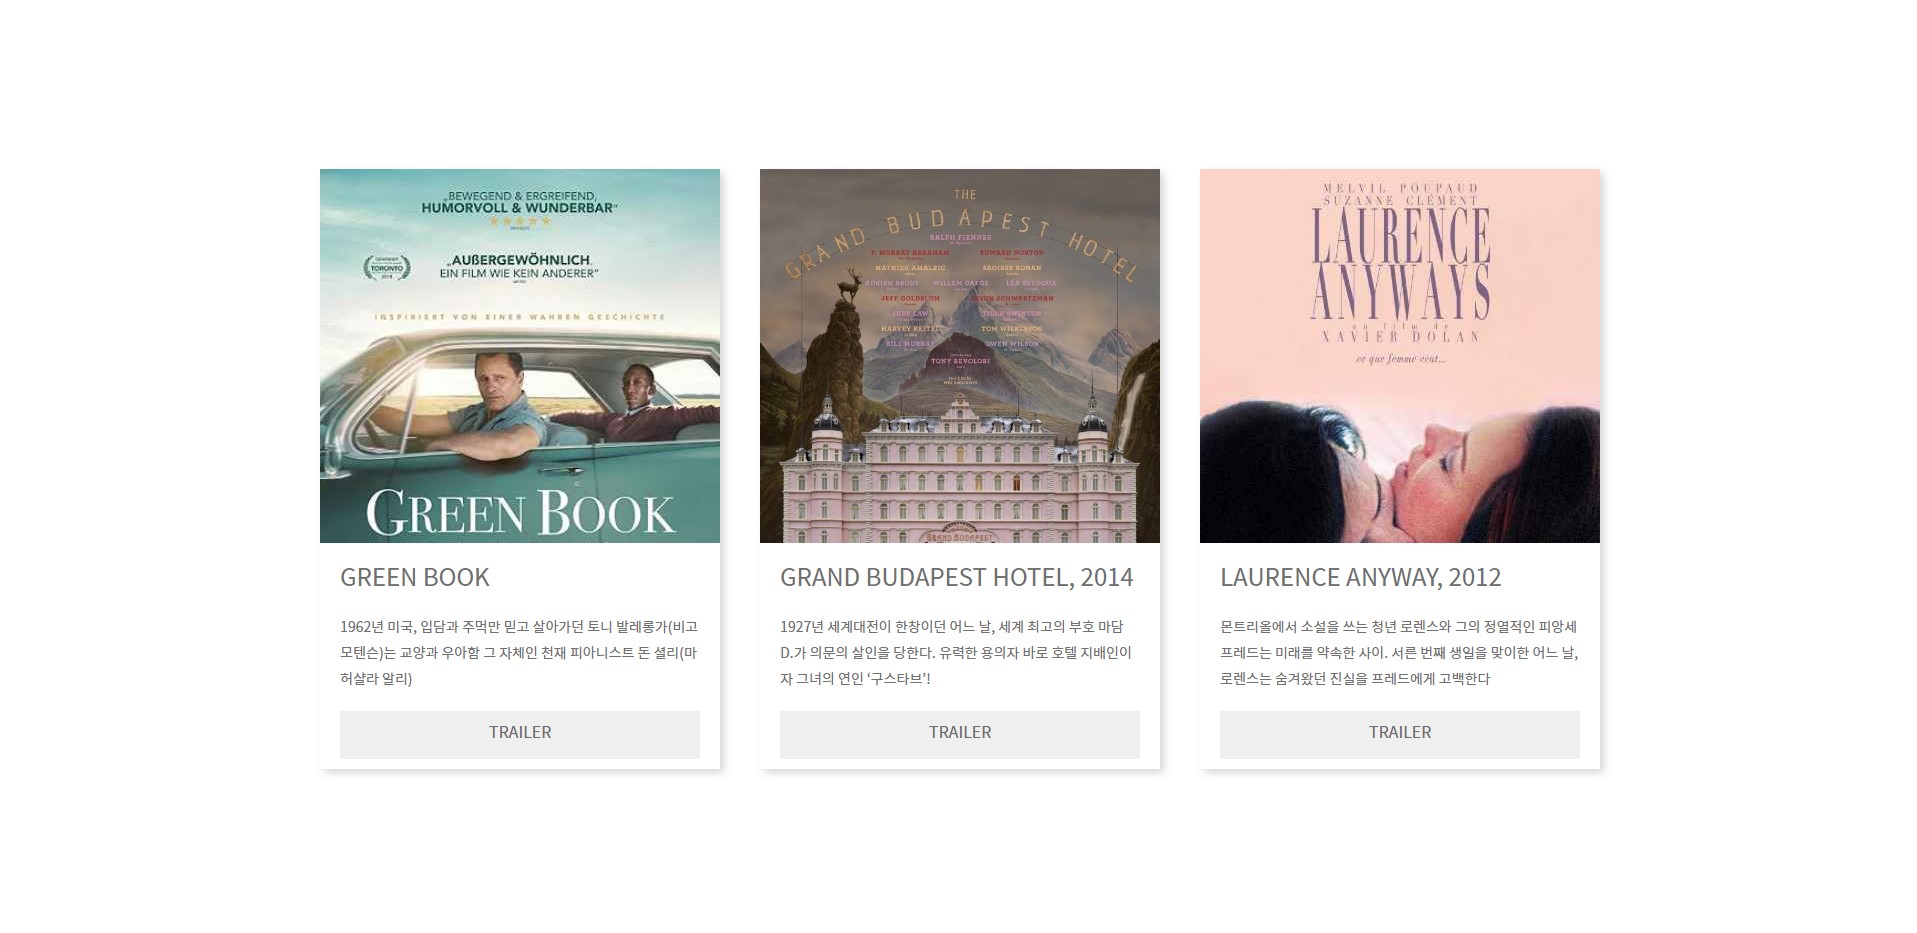 „BEWEGEND & ERGREIFEND,
HUMORVOLL & WUNDERBAR“
TORONTO
2018
„AUßERGEWÖHNLICH.
EIN FILM WIE KEIN ANDERER“
INSPIRIERT VON EINER WAHREN GESCHICHTE
GREEN BOOK
GREEN BOOK
1962년 미국, 입담과 주먹만 믿고 살아가던 토니 발레롱가(비고
모텐슨)는 교양과 우아함 그 자체인 천재 피아니스트 돈 셜리(마
허샬라 알리)
TRAILER
THE
GRAND BUDAPEST HOTEL
RALPH FIENNES
F. MURRAY ABRAHAM EDWARD NORTON
MATHIEU AMALRIC SAOIRSE RONAN
ADRIEN BRODY WILLEM DAFOE LÉA SEYDOUX
JEFF GOLDBLUM JASON SCHWARTZMAN
JUDE LAW TILDA SWINTON
HARVEY KEITEL TOM WILKINSON
BILL MURRAY OWEN WILSON
TONY REVOLORI
GRAND BUDAPEST
GRAND BUDAPEST HOTEL, 2014
1927년 세계대전이 한창이던 어느 날, 세계 최고의 부호 마담
D.가 의문의 살인을 당한다. 유력한 용의자 바로 호텔 지배인이
자 그녀의 연인 ‘구스타브’!
TRAILER
MELVIL POUPAUD
SUZANNE CLÉMENT
LAURENCE
ANYWAYS
un film de
XAVIER DOLAN
ce que femme veut...
LAURENCE ANYWAY, 2012
몬트리올에서 소설을 쓰는 청년 로렌스와 그의 정열적인 피앙세
프레드는 미래를 약속한 사이. 서른 번째 생일을 맞이한 어느 날,
로렌스는 숨겨왔던 진실을 프레드에게 고백한다
TRAILER